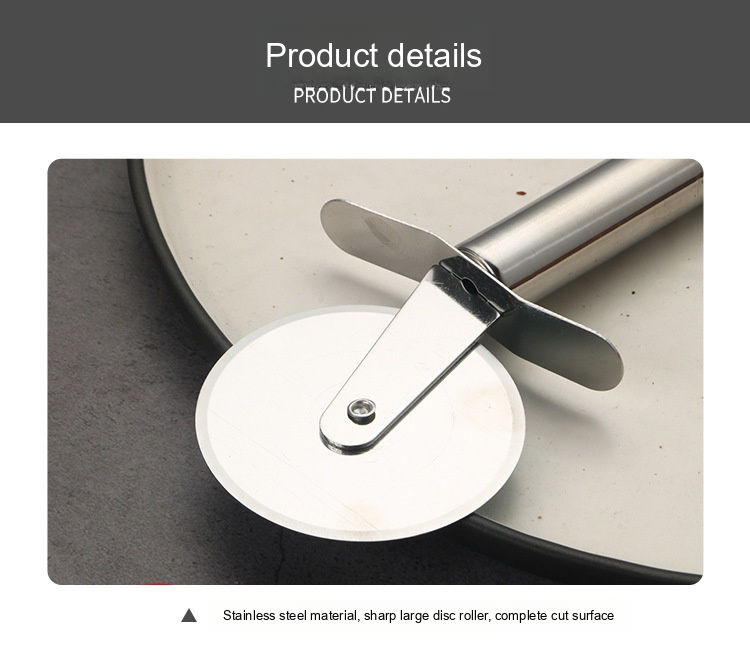 Product details
PRODUCT DETAILS
Stainless steel material, sharp large disc roller, complete cut surface